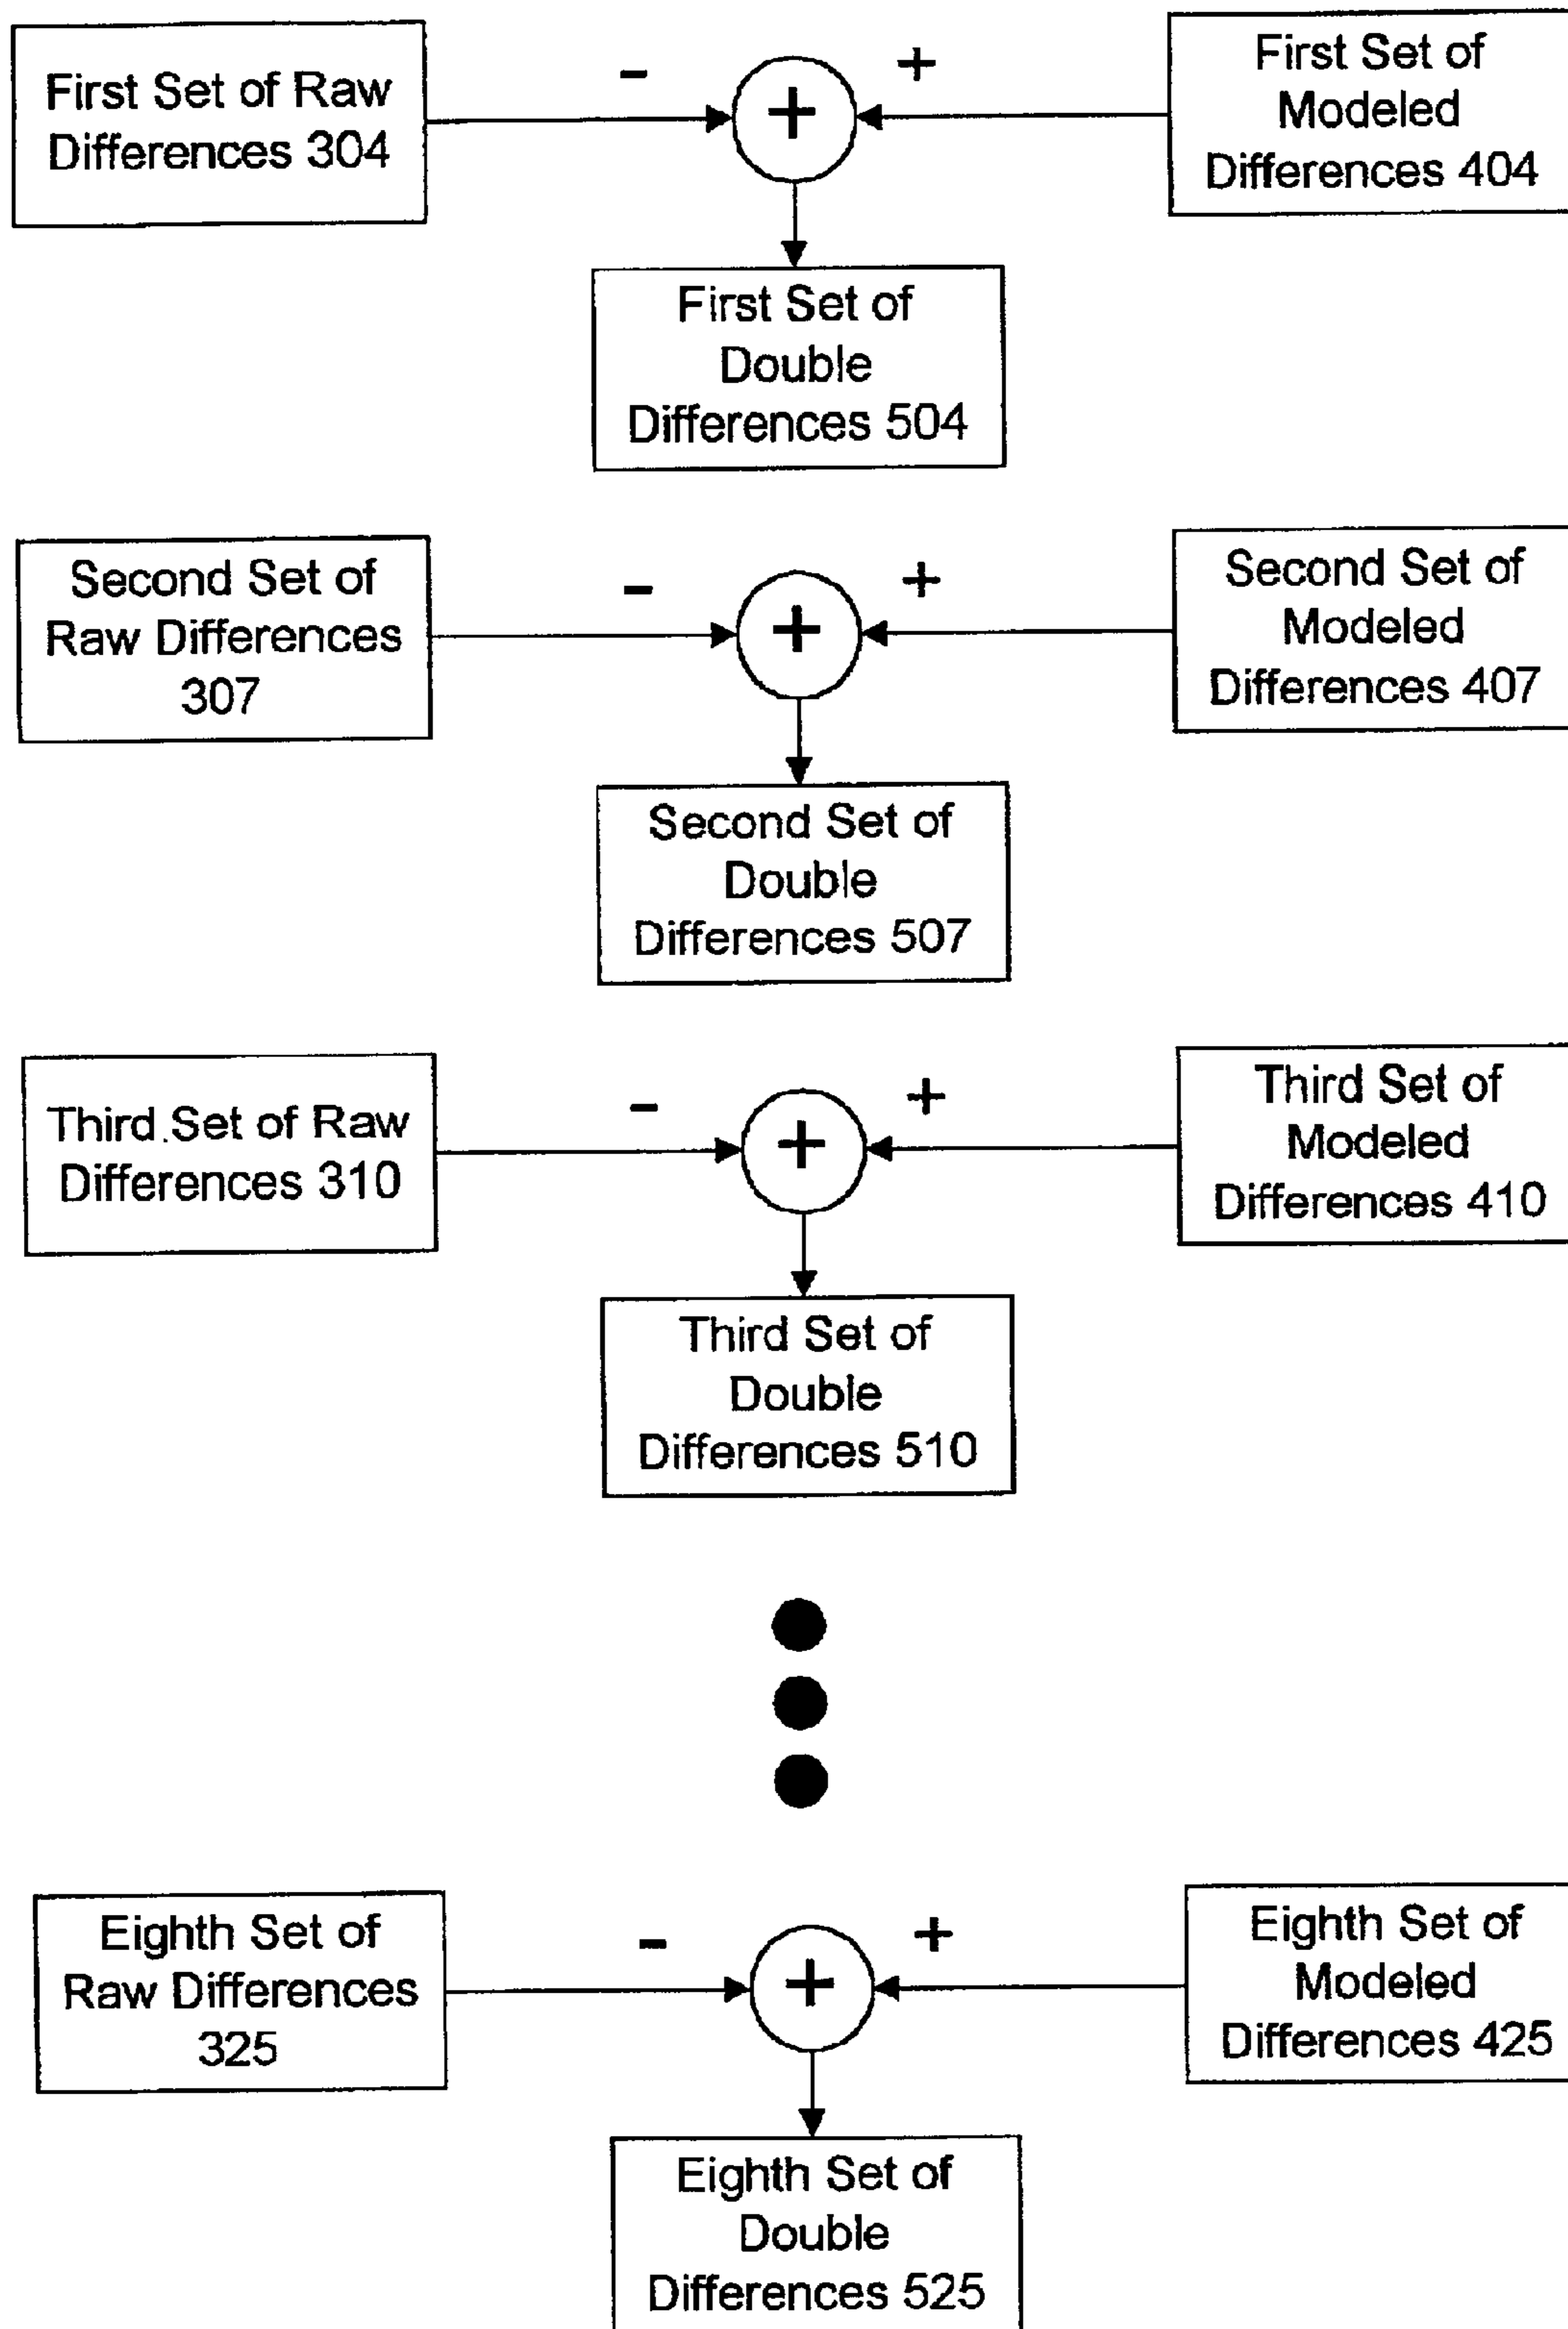 First Set of Raw
Differences 304
-
+
+
First Set of
Modeled
Differences 404
First Set of
Double
Differences 504
Second Set of
Raw Differences
307
-
+
+
Second Set of
Modeled
Differences 407
Second Set of
Double
Differences 507
Third Set of Raw
Differences 310
-
+
+
Third Set of
Modeled
Differences 410
Third Set of
Double
Differences 510
Eighth Set of
Raw Differences
325
-
+
+
Eighth Set of
Modeled
Differences 425
Eighth Set of
Double
Differences 525